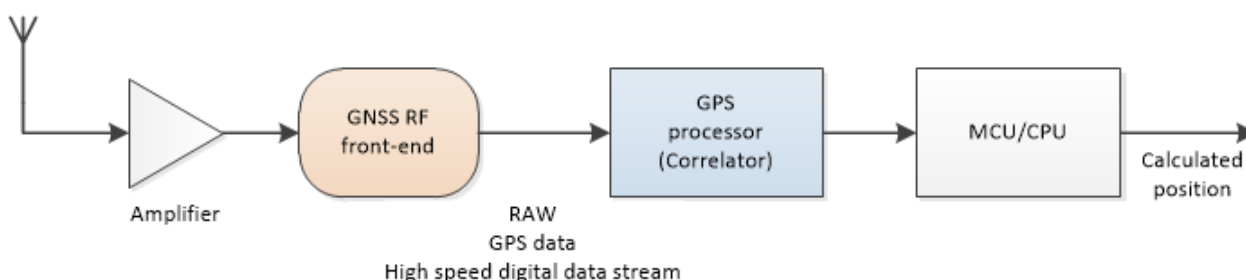 Amplifier
GNSS RF
front-end
RAW
GPS data
High speed digital data stream
GPS
processor
(Correlator)
MCU/CPU
Calculated
position